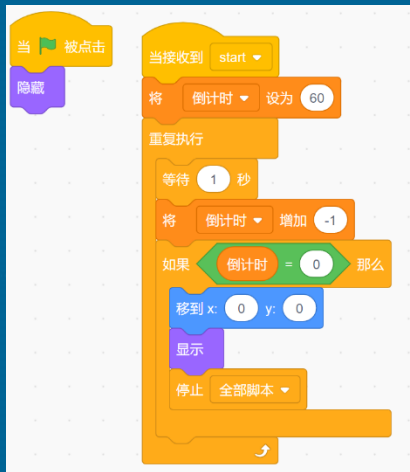 当 被点击
隐藏
当接收到 start
将 倒计时 设为 60
重复执行
等待 1 秒
将 倒计时 增加 -1
如果 倒计时 = 0 那么
移到 x: 0 y: 0
显示
停止 全部脚本